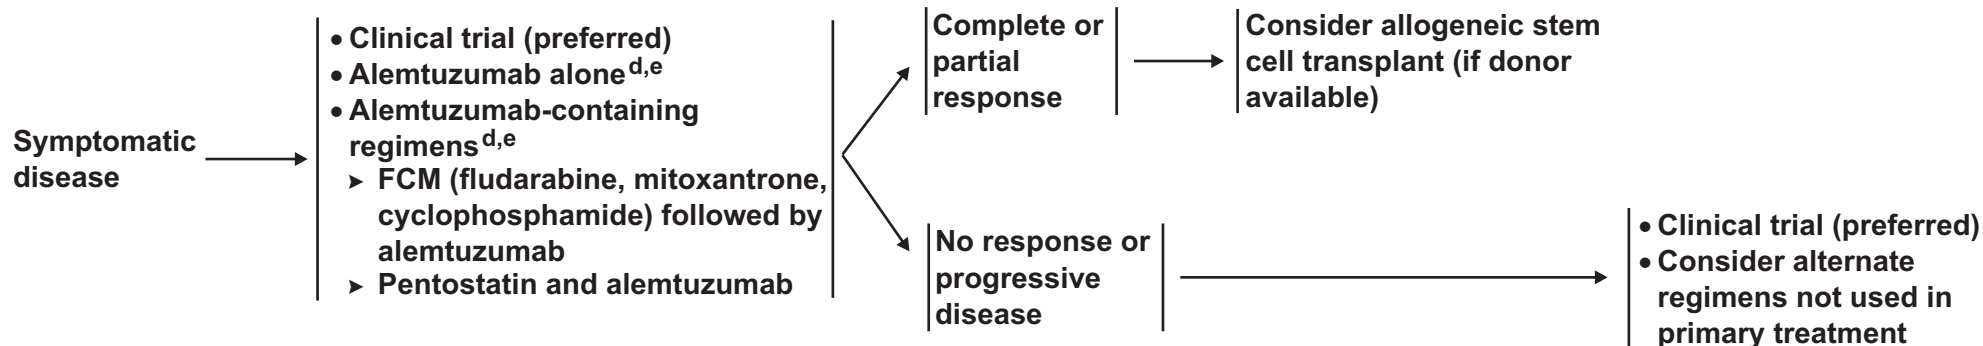 Symptomatic
disease
• Clinical trial (preferred)
• Alemtuzumab alone d,e
• Alemtuzumab-containing
regimens d,e
➤ FCM (fludarabine, mitoxantrone,
cyclophosphamide) followed by
alemtuzumab
➤ Pentostatin and alemtuzumab
Complete or
partial
response
Consider allogeneic stem
cell transplant (if donor
available)
No response or
progressive
disease
• Clinical trial (preferred)
• Consider alternate
regimens not used in
primary treatment